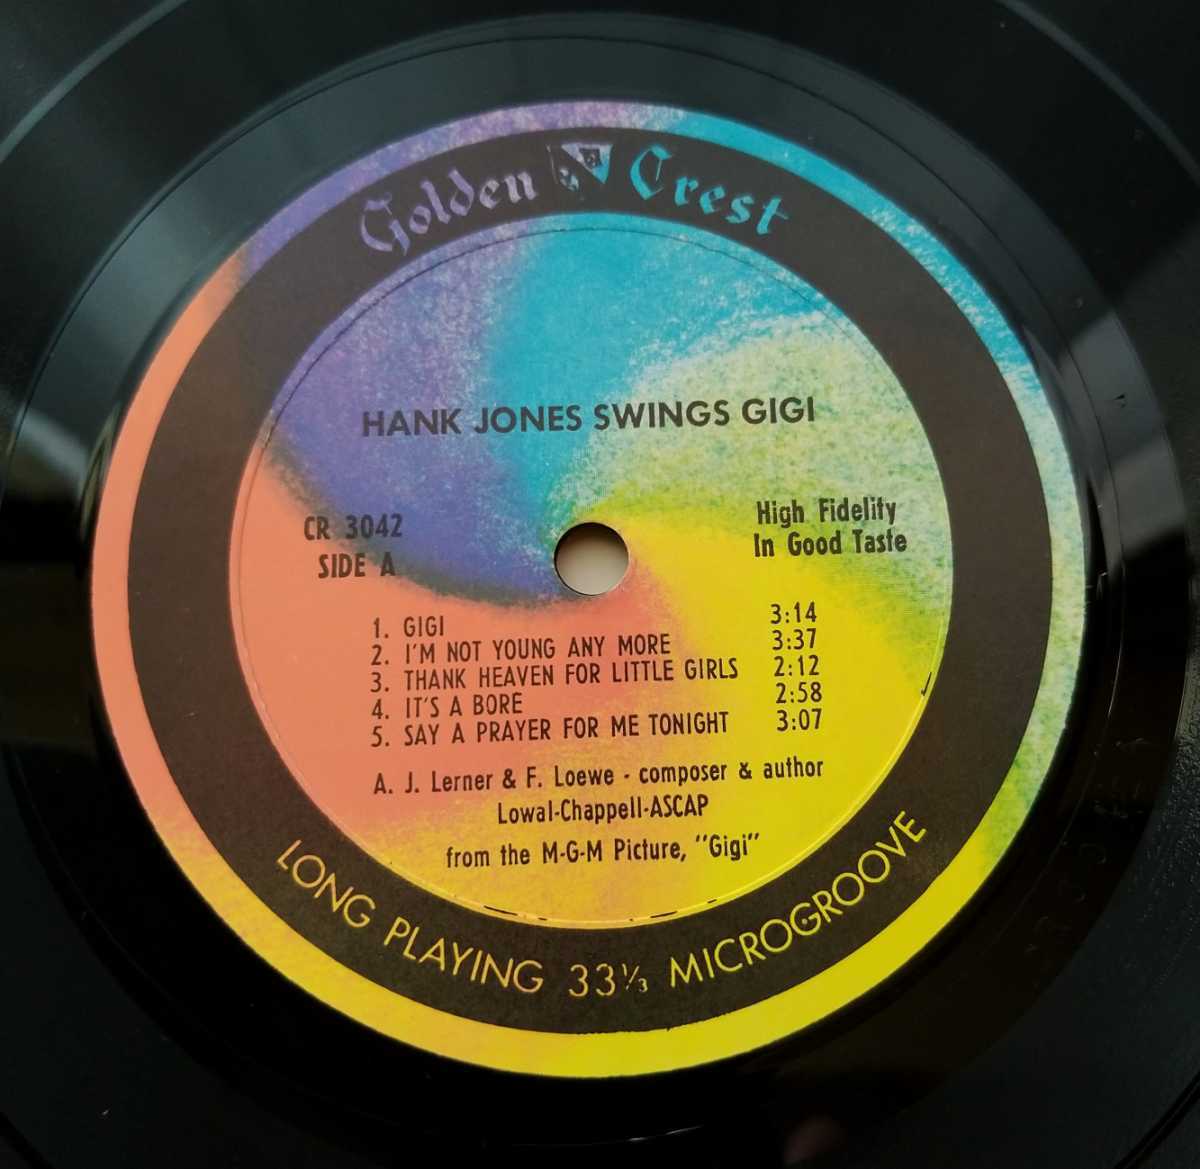 Golden Crest
HANK JONES SWINGS GIGI
CR 3042
SIDE A
High Fidelity
In Good Taste
1. GIGI 3:14
2. I'M NOT YOUNG ANY MORE 3:37
3. THANK HEAVEN FOR LITTLE GIRLS 2:12
4. IT'S A BORE 2:58
5. SAY A PRAYER FOR ME TONIGHT 3:07
A. J. Lerner & F. Loewe - composer & author
Lowal-Chappell-ASCAP
from the M-G-M Picture, "Gigi"
LONG PLAYING 33⅓ MICROGROOVE